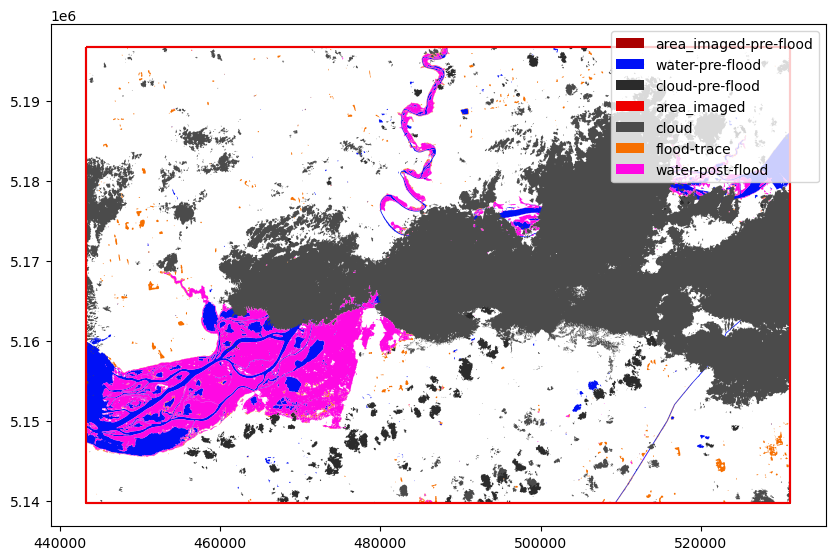 1e6
area_imaged-pre-flood
water-pre-flood
cloud-pre-flood
area_imaged
cloud
flood-trace
water-post-flood
5.19
5.18
5.17
5.16
5.15
5.14
440000 460000 480000 500000 520000